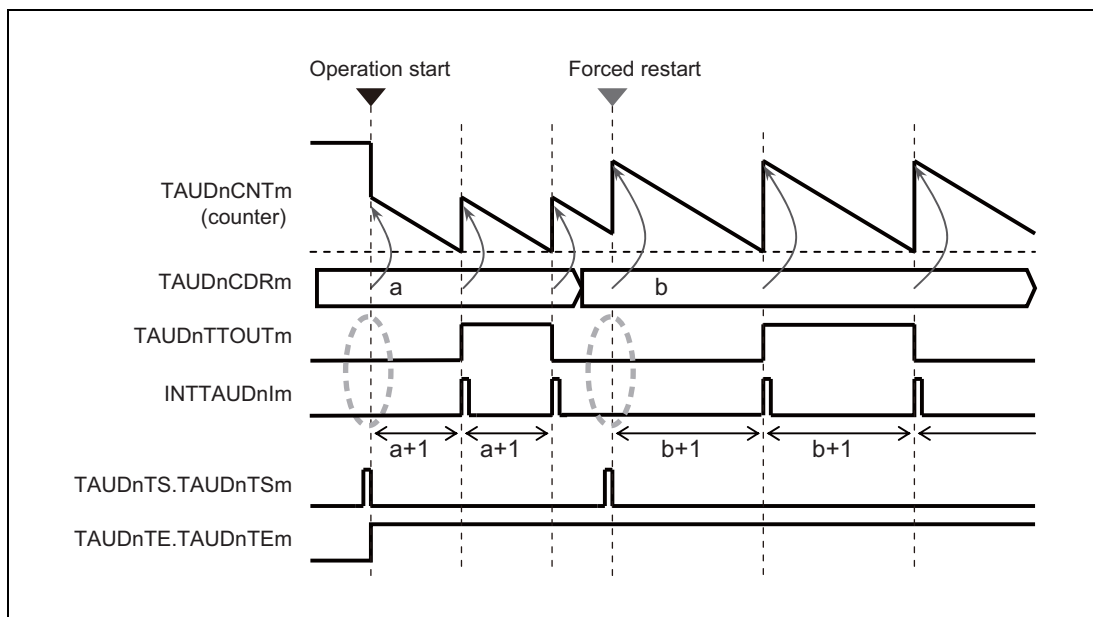 Operation start
Forced restart
TAUDnCNTm
(counter)
TAUDnCDRm
a
b
TAUDnTTOUTm
INTTAUDnIm
a+1
a+1
b+1
b+1
TAUDnTS.TAUDnTSm
TAUDnTE.TAUDnTEm